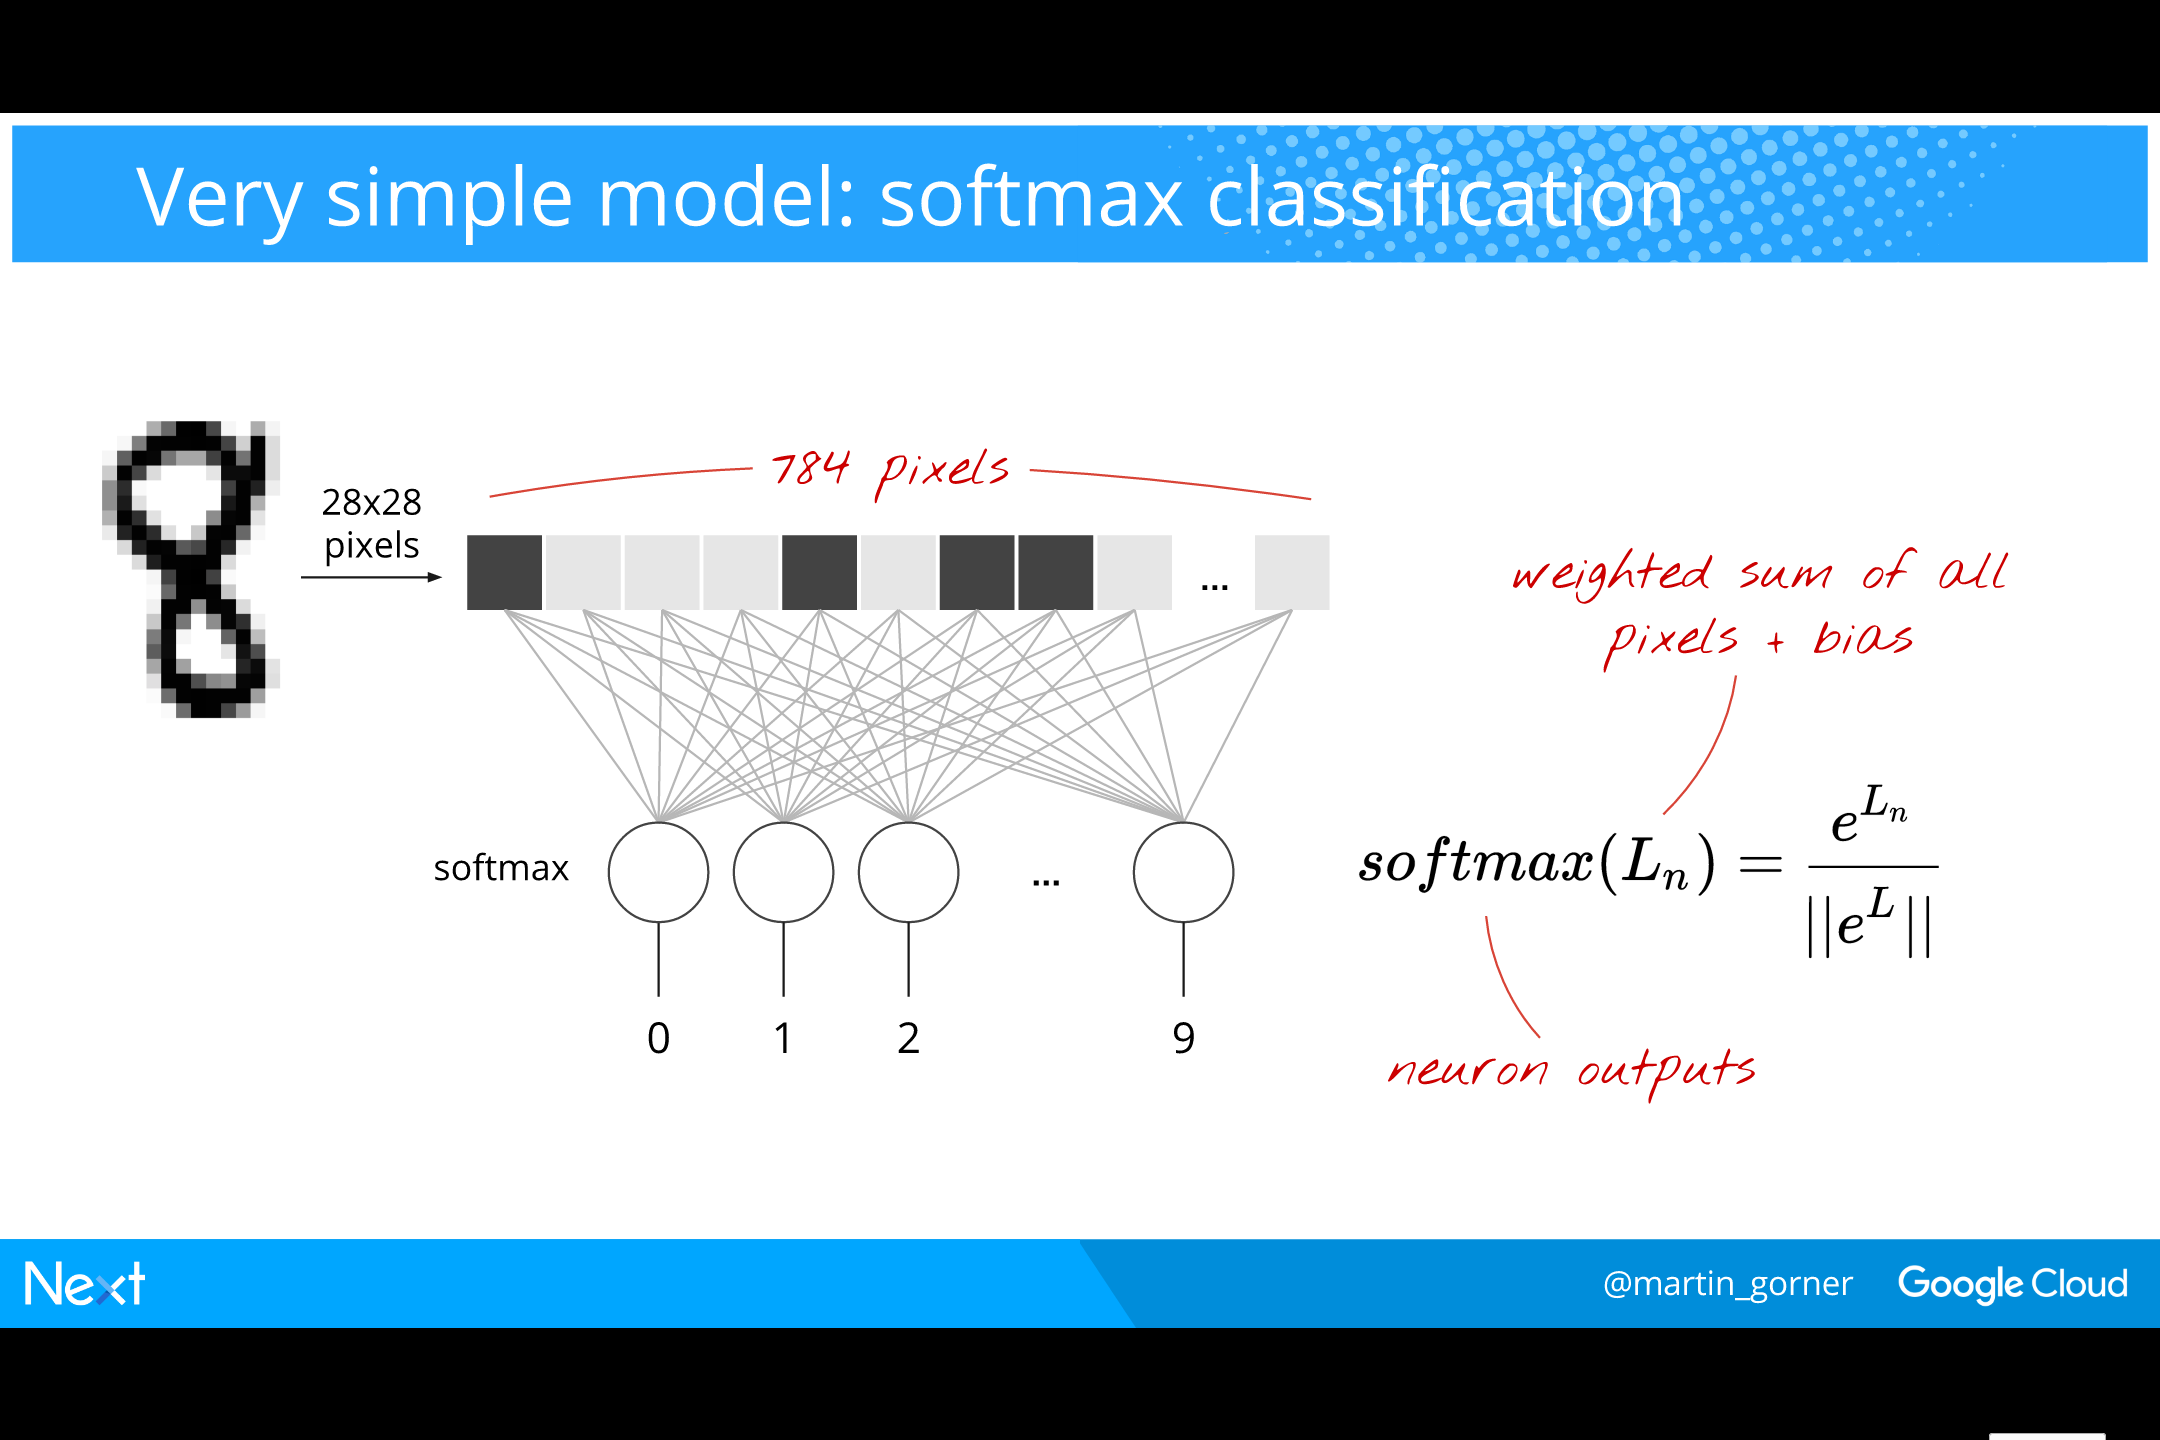 Very simple model: softmax classification
784 pixels
28x28
pixels
...
weighted sum of all
pixels + bias
softmax
...
softmax(Lₙ) = e^{Lₙ} / ||e^{L}||
0 1 2 9
neuron outputs
Next
@martin_gorner Google Cloud